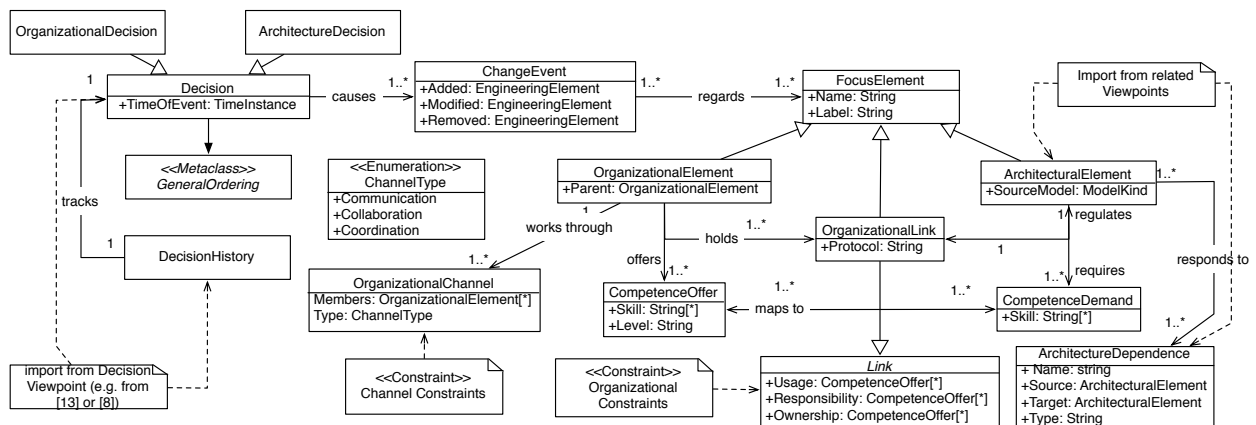 OrganizationalDecision
ArchitectureDecision
1
Decision
+TimeOfEvent: TimeInstance
causes
1..*
ChangeEvent
+Added: EngineeringElement
+Modified: EngineeringElement
+Removed: EngineeringElement
1..*
regards
1..*
FocusElement
+Name: String
+Label: String
Import from related
Viewpoints
<<Metaclass>>
GeneralOrdering
tracks
1
DecisionHistory
import from Decision
Viewpoint (e.g. from
[13] or [8])
<<Enumeration>>
ChannelType
+Communication
+Collaboration
+Coordination
OrganizationalElement
+Parent: OrganizationalElement
1
works through
1..*
holds
1..*
offers
1..*
OrganizationalLink
+Protocol: String
ArchitecturalElement
+SourceModel: ModelKind
1..*
1
regulates
1
requires
1..*
responds to
1..*
OrganizationalChannel
Members: OrganizationalElement[*]
Type: ChannelType
CompetenceOffer
+Skill: String[*]
+Level: String
1..*
maps to
1..*
CompetenceDemand
+Skill: String[*]
<<Constraint>>
Channel Constraints
<<Constraint>>
Organizational
Constraints
Link
+Usage: CompetenceOffer[*]
+Responsibility: CompetenceOffer[*]
+Ownership: CompetenceOffer[*]
ArchitectureDependence
+ Name: string
+Source: ArchitecturalElement
+Target: ArchitecturalElement
+Type: String